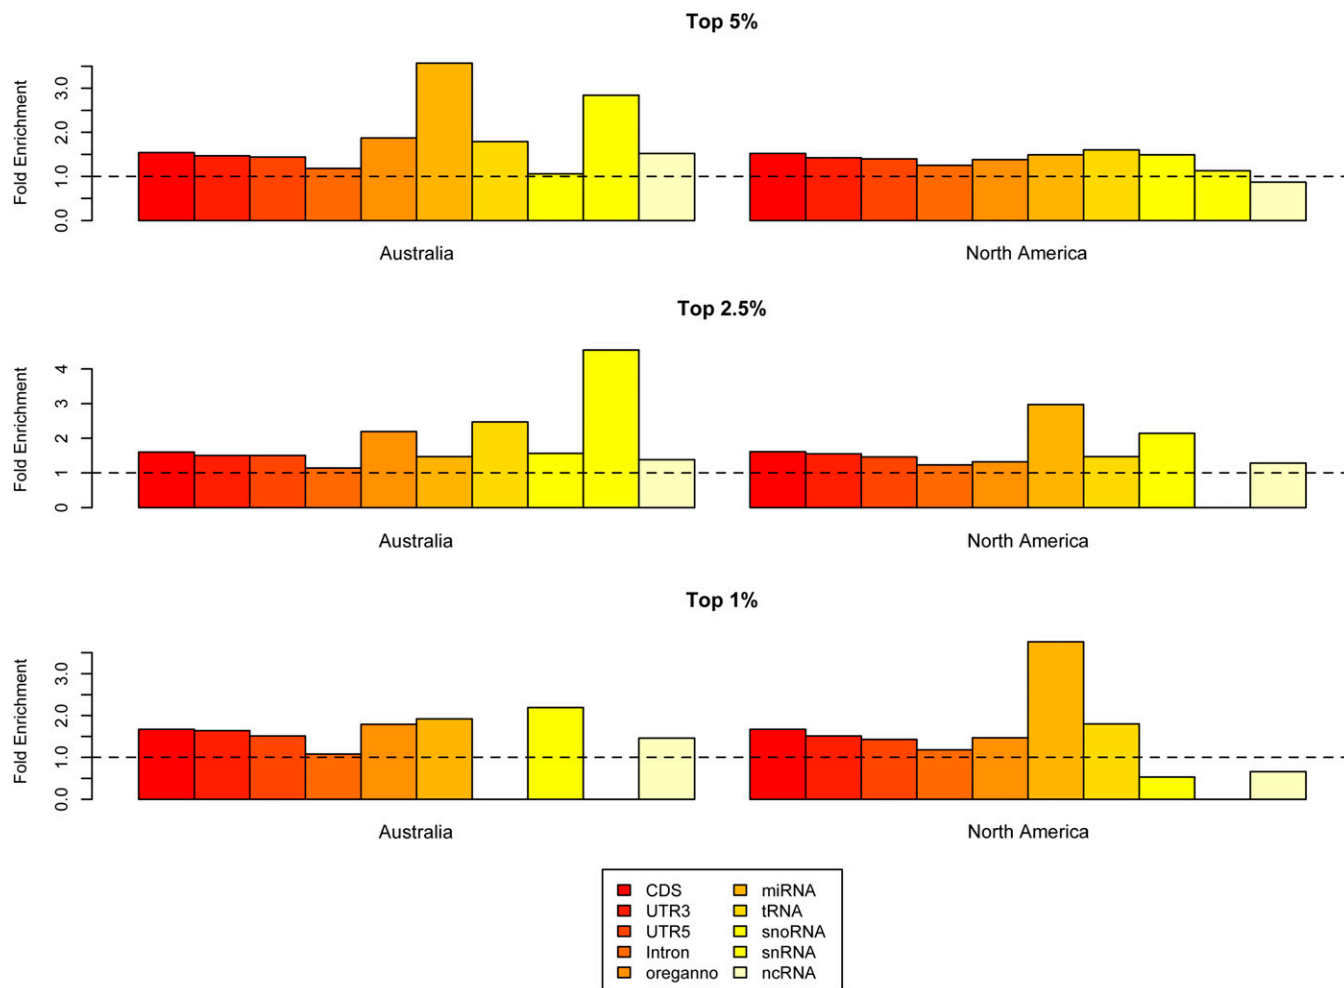 Top 5%
Fold Enrichment
3.0
2.0
1.0
0.0
Australia
North America
Top 2.5%
Fold Enrichment
4
3
2
1
0
Australia
North America
Top 1%
Fold Enrichment
3.0
2.0
1.0
0.0
Australia
North America
CDS
UTR3
UTR5
Intron
oreganno
miRNA
tRNA
snoRNA
snRNA
ncRNA